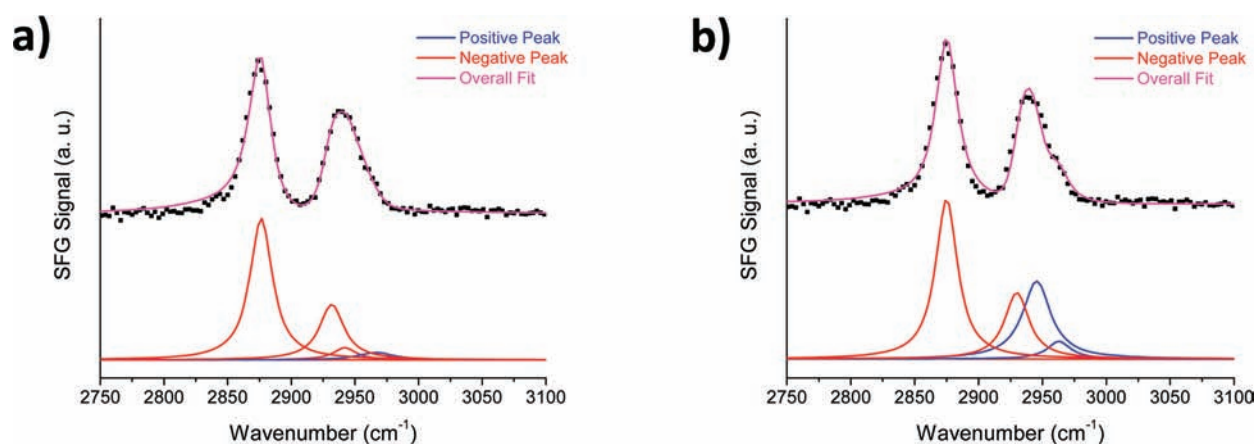 a)
Positive Peak
Negative Peak
Overall Fit
SFG Signal (a. u.)
2750 2800 2850 2900 2950 3000 3050 3100
Wavenumber (cm⁻¹)
b)
Positive Peak
Negative Peak
Overall Fit
SFG Signal (a. u.)
2750 2800 2850 2900 2950 3000 3050 3100
Wavenumber (cm⁻¹)